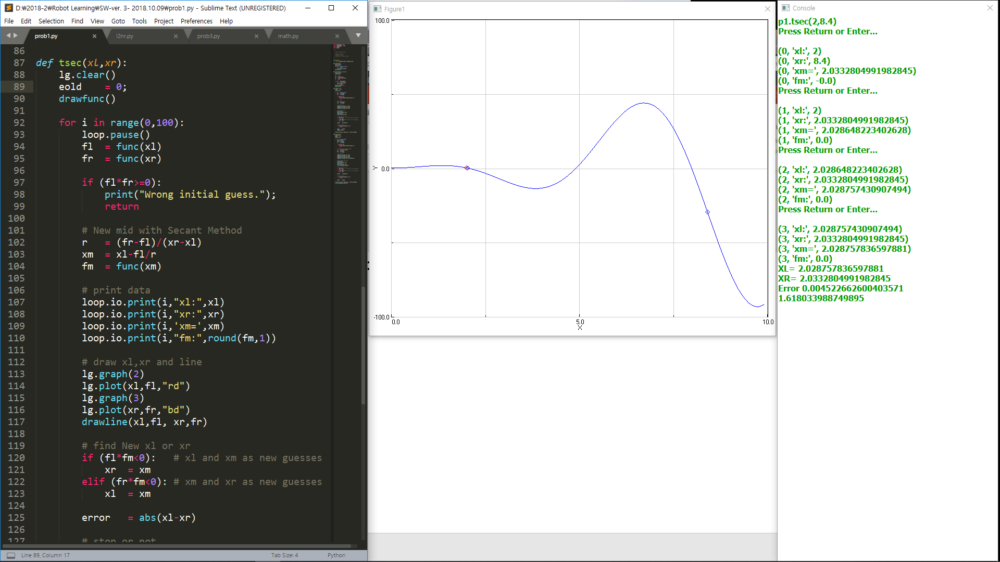 D:₩2018-2₩Robot Learning₩SW-ver. 3- 2018.10.09₩prob1.py - Sublime Text (UNREGISTERED)
File Edit Selection Find View Goto Tools Project Preferences Help
prob1.py l2nr.py prob3.py math.py
86
87 def tsec(xl,xr):
88 lg.clear()
89 eold = 0;
90 drawfunc()
91
92 for i in range(0,100):
93 loop.pause()
94 fl = func(xl)
95 fr = func(xr)
96
97 if (fl*fr>=0):
98 print("Wrong initial guess.");
99 return
100
101 # New mid with Secant Method
102 r = (fr-fl)/(xr-xl)
103 xm = xl-fl/r
104 fm = func(xm)
105
106 # print data
107 loop.io.print(i,"xl:",xl)
108 loop.io.print(i,"xr:",xr)
109 loop.io.print(i,'xm=',xm)
110 loop.io.print(i,"fm:",round(fm,1))
111
112 # draw xl,xr and line
113 lg.graph(2)
114 lg.plot(xl,fl,"rd")
115 lg.graph(3)
116 lg.plot(xr,fr,"bd")
117 drawline(xl,fl, xr,fr)
118
119 # find New xl or xr
120 if (fl*fm<0): # xl and xm as new guesses
121 xr = xm
122 elif (fr*fm<0): # xm and xr as new guesses
123 xl = xm
124
125 error = abs(xl-xr)
126
127 # stop or not
Line 89, Column 17 Tab Size: 4 Python
Figure1
100.0
Y
0.0
-100.0
0.0 5.0 10.0
X
Console
p1.tsec(2,8.4)
Press Return or Enter...
(0, 'xl:', 2)
(0, 'xr:', 8.4)
(0, 'xm=', 2.0332804991982845)
(0, 'fm:', -0.0)
Press Return or Enter...
(1, 'xl:', 2)
(1, 'xr:', 2.0332804991982845)
(1, 'xm=', 2.028648223402628)
(1, 'fm:', 0.0)
Press Return or Enter...
(2, 'xl:', 2.028648223402628)
(2, 'xr:', 2.0332804991982845)
(2, 'xm=', 2.028757430907494)
(2, 'fm:', 0.0)
Press Return or Enter...
(3, 'xl:', 2.028757430907494)
(3, 'xr:', 2.0332804991982845)
(3, 'xm=', 2.028757836597881)
(3, 'fm:', 0.0)
XL= 2.028757836597881
XR= 2.0332804991982845
Error 0.004522662600403571
1.618033988749895